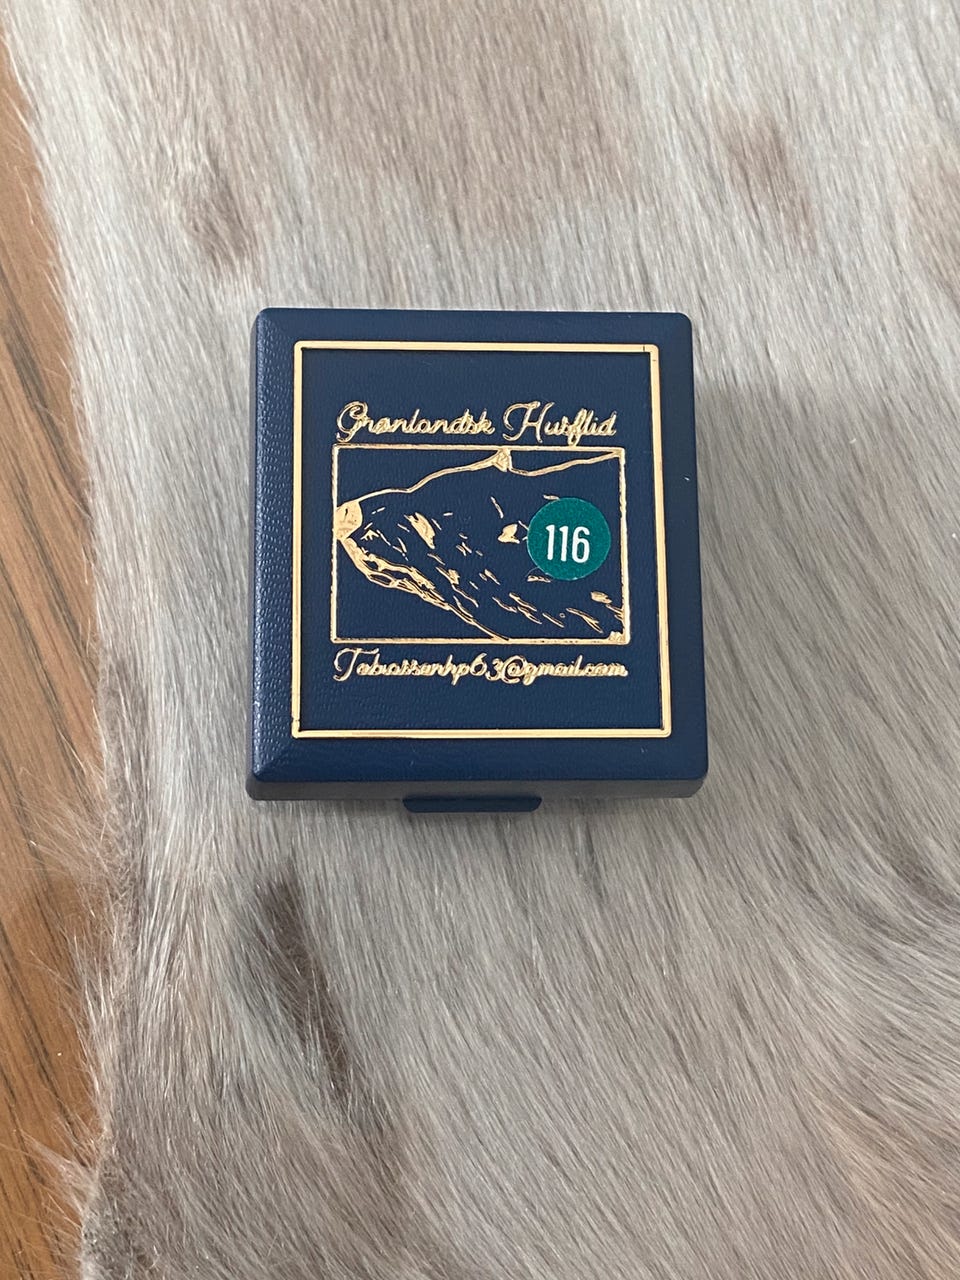 Grønlandsk Husflid
116
Tobiassenhp63@gmail.com